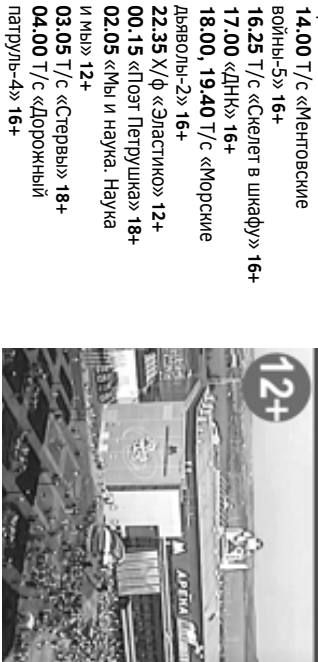 14.00 Т/с «Ментовские
войны-5» 16+
16.25 Т/с «Скелет в шкафу» 16+
17.00 «ДНК» 16+
18.00, 19.40 Т/с «Морские
дьяволы-2» 16+
22.35 Х/ф «Эластико» 12+
00.15 «Поэт Петрушка» 18+
02.05 «Мы и наука. Наука
и мы» 12+
03.05 Т/с «Стервы» 18+
04.00 Т/с «Дорожный
патруль-4» 16+
12+
АРЕНА